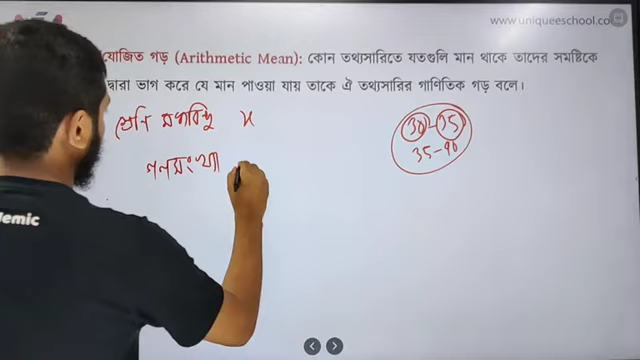 www.uniqueeschool.co
যোজিত গড় (Arithmetic Mean): কোন তথ্যসারিতে যতগুলি মান থাকে তাদের সমষ্টিকে
দ্বারা ভাগ করে যে মান পাওয়া যায় তাকে ঐ তথ্যসারির গাণিতিক গড় বলে।
শ্রেণি মধ্যবিন্দু x
30-35
35-40
গণসংখ্যা
demic